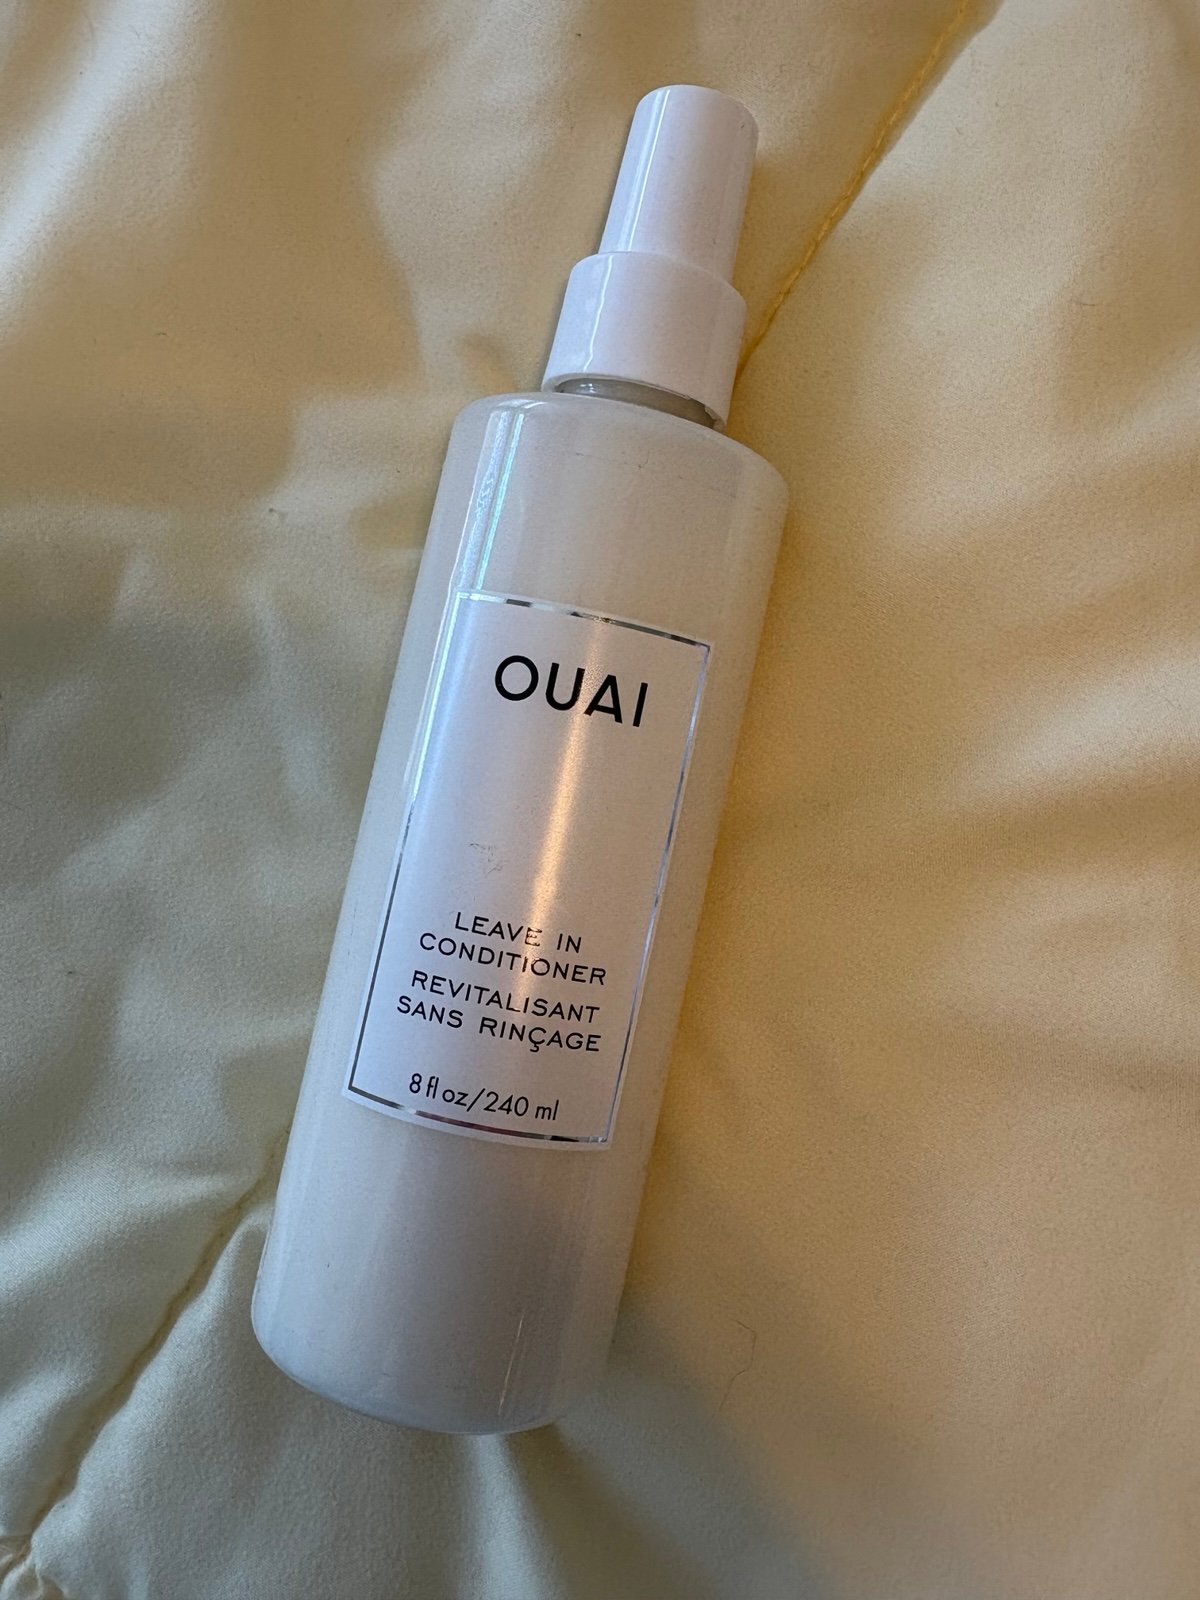 OUAI
LEAVE IN
CONDITIONER
REVITALISANT
SANS RINÇAGE
8 fl oz/240 ml